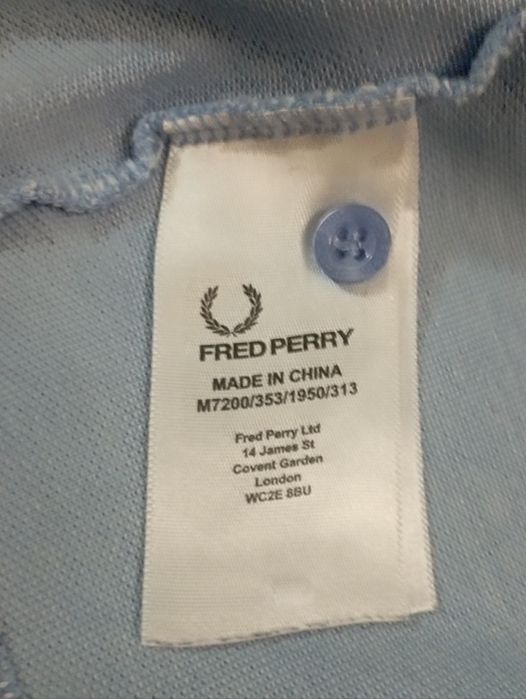 FRED PERRY
MADE IN CHINA
M7200/353/1950/313
Fred Perry Ltd
14 James St
Covent Garden
London
WC2E 8BU